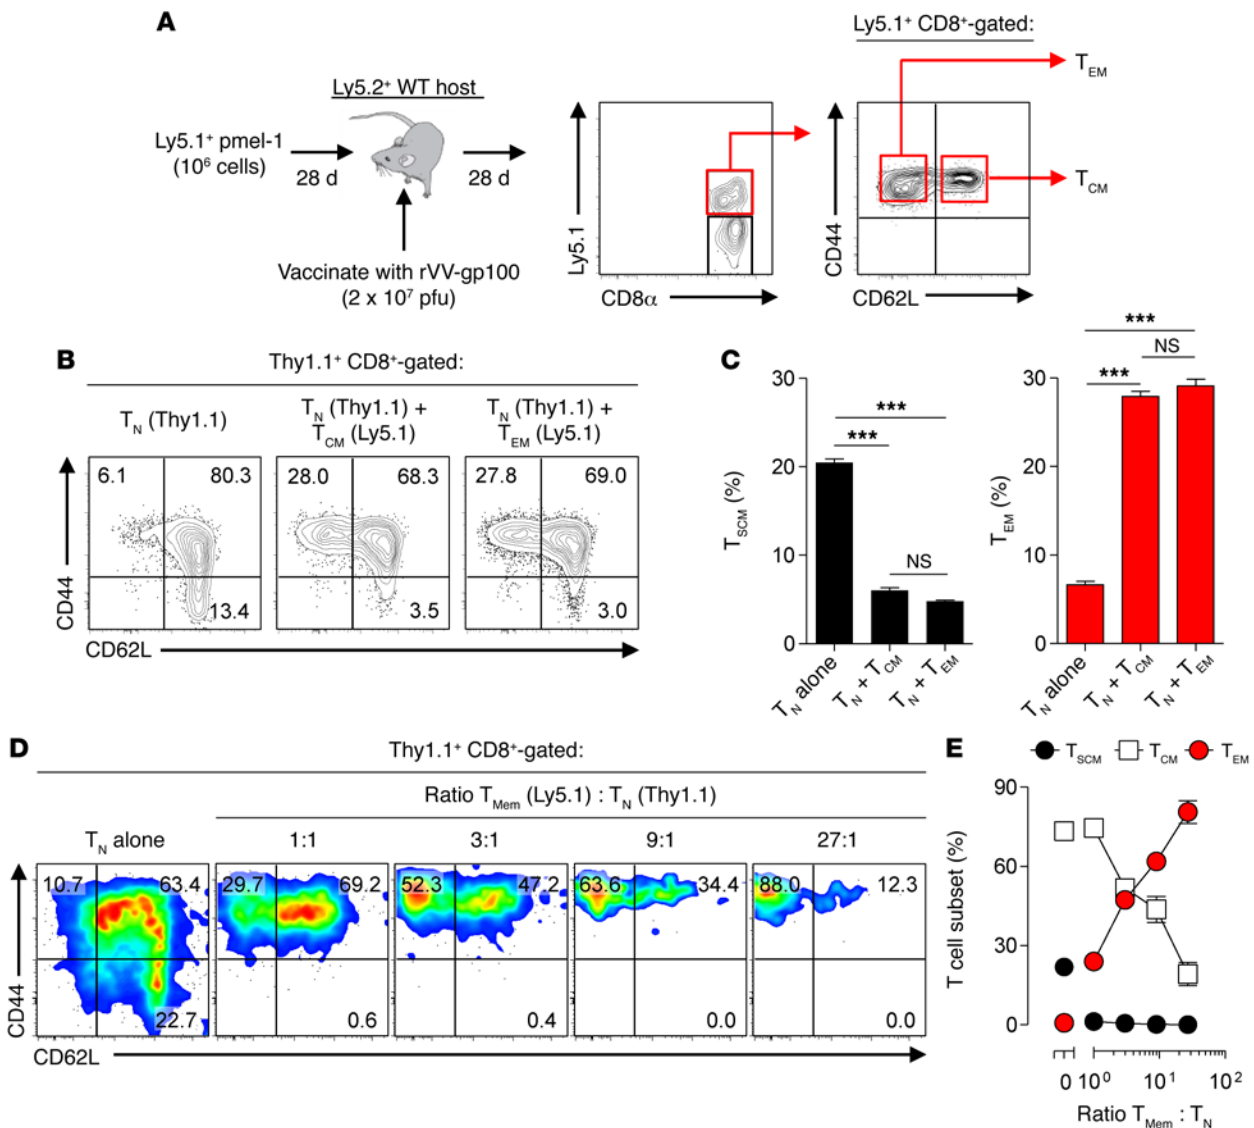 A
Ly5.1⁺ CD8⁺-gated:
Ly5.2⁺ WT host
T_EM
Ly5.1⁺ pmel-1
(10⁶ cells)
28 d
28 d
T_CM
Ly5.1
CD44
Vaccinate with rVV-gp100
(2 x 10⁷ pfu)
CD8α
CD62L
B
Thy1.1⁺ CD8⁺-gated:
T_N (Thy1.1)
T_N (Thy1.1) +
T_CM (Ly5.1)
T_N (Thy1.1) +
T_EM (Ly5.1)
6.1
80.3
28.0
68.3
27.8
69.0
13.4
3.5
3.0
CD44
CD62L
C
30
20
10
0
T_SCM (%)
***
***
NS
T_N alone
T_N + T_CM
T_N + T_EM
30
20
10
0
T_EM (%)
***
NS
***
T_N alone
T_N + T_CM
T_N + T_EM
D
Thy1.1⁺ CD8⁺-gated:
Ratio T_Mem (Ly5.1) : T_N (Thy1.1)
T_N alone
1:1
3:1
9:1
27:1
10.7
63.4
29.7
69.2
52.3
47.2
63.6
34.4
88.0
12.3
22.7
0.6
0.4
0.0
0.0
CD44
CD62L
E
T_SCM
T_CM
T_EM
90
60
30
0
T cell subset (%)
0
10⁰
10¹
10²
Ratio T_Mem : T_N